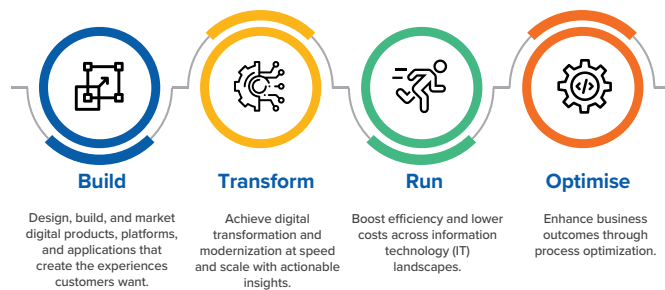 Build
Design, build, and market
digital products, platforms,
and applications that
create the experiences
customers want.
Transform
Achieve digital
transformation and
modernization at speed
and scale with actionable
insights.
Run
Boost efficiency and lower
costs across information
technology (IT)
landscapes.
Optimise
Enhance business
outcomes through
process optimization.